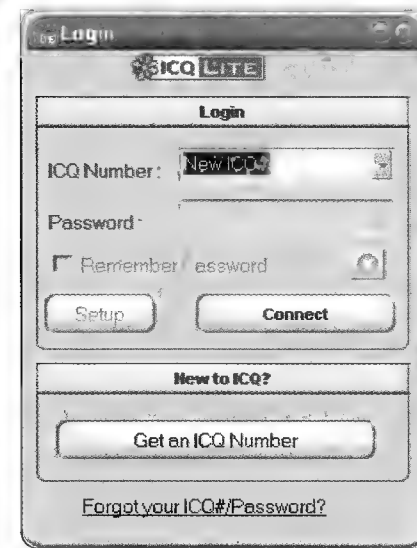 Login
ICQ LITE
Login
ICQ Number:
New ICQ#
Password
Remember Password
Setup
Connect
New to ICQ?
Get an ICQ Number
Forgot your ICQ#/Password?